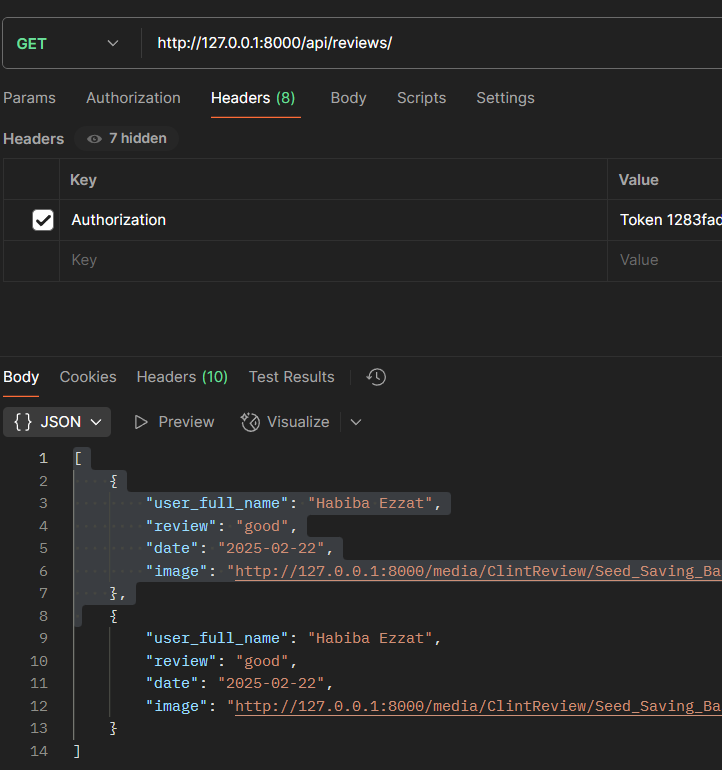 GET http://127.0.0.1:8000/api/reviews/
Params Authorization Headers (8) Body Scripts Settings
Headers 7 hidden
Key Value
Authorization Token 1283fad
Key Value
Body Cookies Headers (10) Test Results
{} JSON Preview Visualize
1 [
2 {
3 "user_full_name": "Habiba Ezzat",
4 "review": "good",
5 "date": "2025-02-22",
6 "image": "http://127.0.0.1:8000/media/ClintReview/Seed_Saving_Ba
7 },
8 {
9 "user_full_name": "Habiba Ezzat",
10 "review": "good",
11 "date": "2025-02-22",
12 "image": "http://127.0.0.1:8000/media/ClintReview/Seed_Saving_Ba
13 }
14 ]